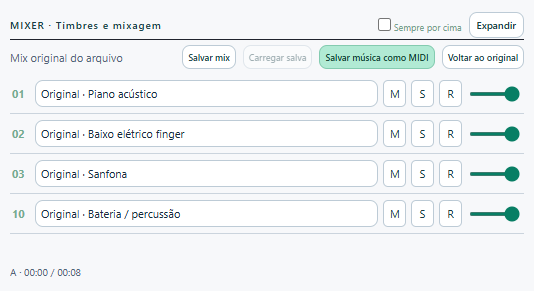 MIXER · Timbres e mixagem Sempre por cima Expandir
Mix original do arquivo Salvar mix Carregar salva Salvar música como MIDI Voltar ao original
01 Original · Piano acústico M S R
02 Original · Baixo elétrico finger M S R
03 Original · Sanfona M S R
10 Original · Bateria / percussão M S R
A · 00:00 / 00:08